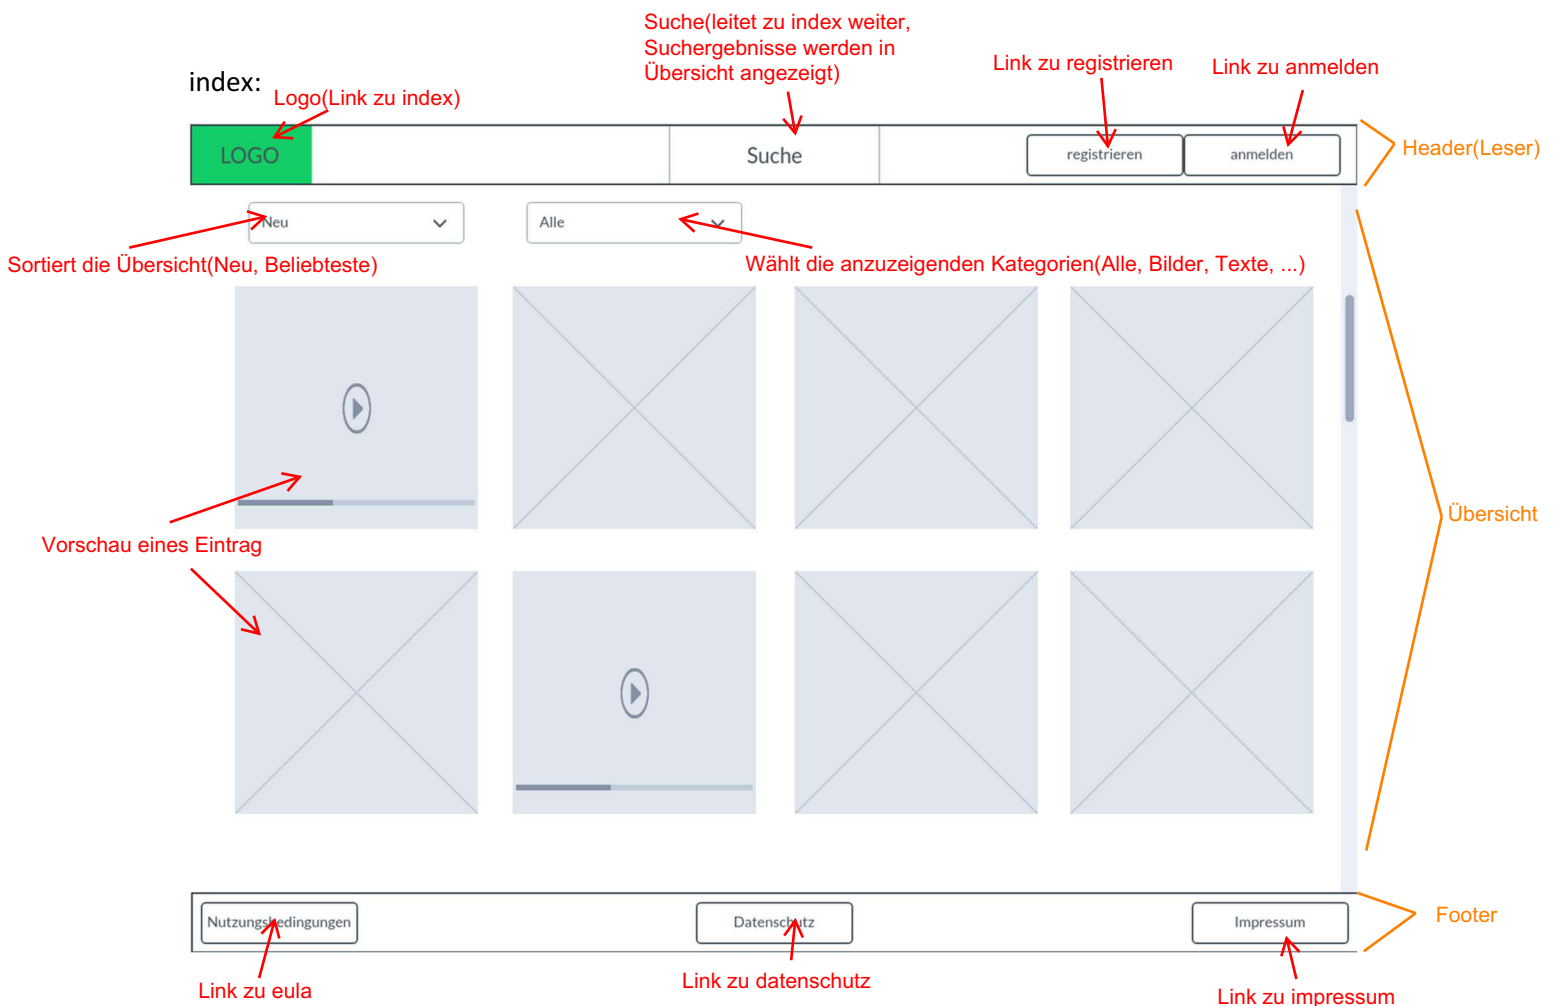 Suche(leitet zu index weiter,
Suchergebnisse werden in
Übersicht angezeigt)
Link zu registrieren
Link zu anmelden
index:
Logo(Link zu index)
LOGO
Suche
registrieren
anmelden
Header(Leser)
Neu
Alle
Sortiert die Übersicht(Neu, Beliebteste)
Wählt die anzuzeigenden Kategorien(Alle, Bilder, Texte, ...)
Übersicht
Vorschau eines Eintrag
Nutzungsbedingungen
Datenschutz
Impressum
Footer
Link zu eula
Link zu datenschutz
Link zu impressum